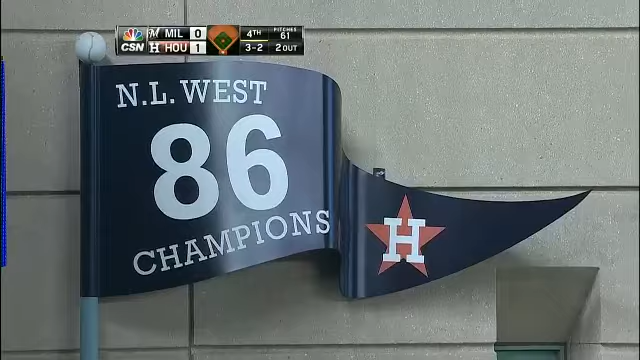 MIL 0 4TH PITCHES 61
CSN HOU 1 3-2 2 OUT
N.L. WEST
86
CHAMPIONS
H